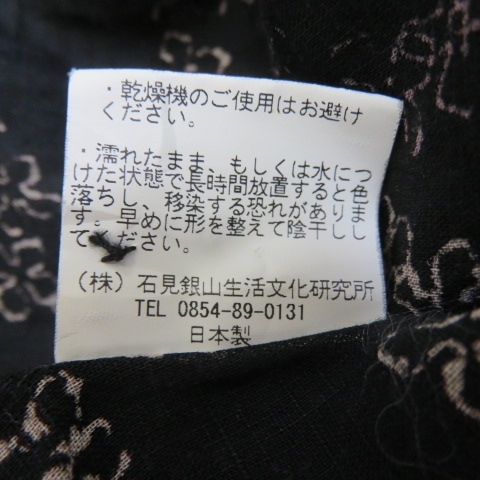 ・乾燥機のご使用はお避け
ください。
・濡れたまま、もしくは水につ
けた状態で長時間放置すると色
落ちし、移染する恐れがありま
す。早めに形を整えて陰干しし
てください。
(株) 石見銀山生活文化研究所
TEL 0854-89-0131
日本製